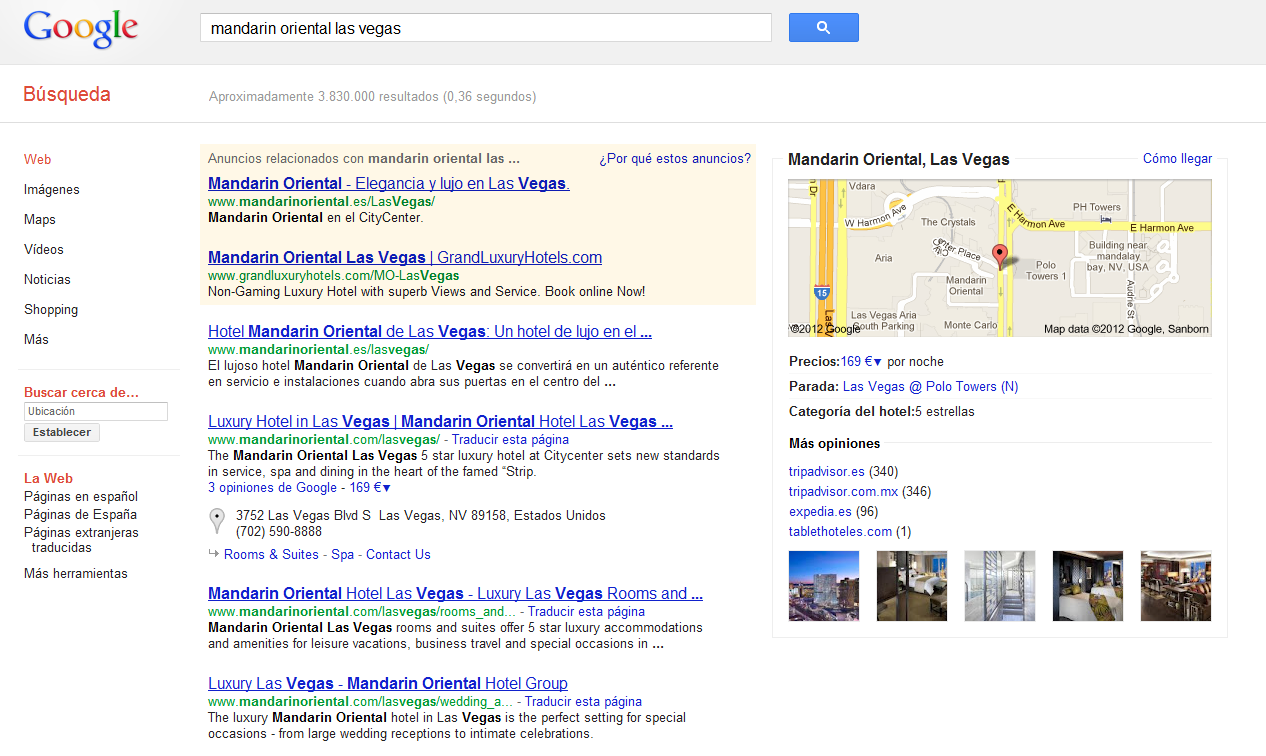 Google
mandarin oriental las vegas
Búsqueda
Aproximadamente 3.830.000 resultados (0,36 segundos)
Web
Imágenes
Maps
Vídeos
Noticias
Shopping
Más
Buscar cerca de...
Ubicación
Establecer
La Web
Páginas en español
Páginas de España
Páginas extranjeras
traducidas
Más herramientas
Anuncios relacionados con mandarin oriental las ...
¿Por qué estos anuncios?
Mandarin Oriental - Elegancia y lujo en Las Vegas.
www.mandarinoriental.es/LasVegas/
Mandarin Oriental en el CityCenter.
Mandarin Oriental Las Vegas | GrandLuxuryHotels.com
www.grandluxuryhotels.com/MO-LasVegas
Non-Gaming Luxury Hotel with superb Views and Service. Book online Now!
Hotel Mandarin Oriental de Las Vegas: Un hotel de lujo en el ...
www.mandarinoriental.es/lasvegas/
El lujoso hotel Mandarin Oriental de Las Vegas se convertirá en un auténtico referente
en servicio e instalaciones cuando abra sus puertas en el centro del ...
Luxury Hotel in Las Vegas | Mandarin Oriental Hotel Las Vegas ...
www.mandarinoriental.com/lasvegas/ - Traducir esta página
The Mandarin Oriental Las Vegas 5 star luxury hotel at Citycenter sets new standards
in service, spa and dining in the heart of the famed “Strip.
3 opiniones de Google - 169 €▼
3752 Las Vegas Blvd S Las Vegas, NV 89158, Estados Unidos
(702) 590-8888
Rooms & Suites - Spa - Contact Us
Mandarin Oriental Hotel Las Vegas - Luxury Las Vegas Rooms and ...
www.mandarinoriental.com/lasvegas/rooms_and... - Traducir esta página
Mandarin Oriental Las Vegas rooms and suites offer 5 star luxury accommodations
and amenities for leisure vacations, business travel and special occasions in ...
Luxury Las Vegas - Mandarin Oriental Hotel Group
www.mandarinoriental.com/lasvegas/wedding_a... - Traducir esta página
The luxury Mandarin Oriental hotel in Las Vegas is the perfect setting for special
occasions - from large wedding receptions to intimate celebrations.
Mandarin Oriental, Las Vegas
Cómo llegar
Dr
Vdara
W Harmon Ave
The Crystals
E Harmon Ave
PH Towers
E Harmon Ave
Aria
Center Place
Mandarin
Oriental
Polo
Towers 1
Building near
mandalay
bay, NV, USA
Audrie St
15
Las
Las Vegas Aria
South Parking
Monte Carlo
©2012 Google
Map data ©2012 Google, Sanborn
Precios:169 €▼ por noche
Parada: Las Vegas @ Polo Towers (N)
Categoría del hotel:5 estrellas
Más opiniones
tripadvisor.es (340)
tripadvisor.com.mx (346)
expedia.es (96)
tablethoteles.com (1)